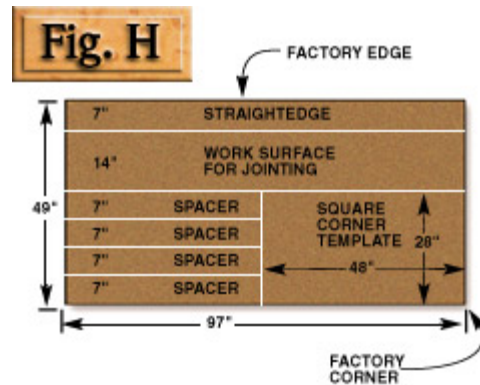 Fig. H
FACTORY EDGE
7" STRAIGHTEDGE
14" WORK SURFACE
FOR JOINTING
49"
7" SPACER
7" SPACER
7" SPACER
7" SPACER
SQUARE
CORNER
TEMPLATE
28"
48"
97"
FACTORY
CORNER